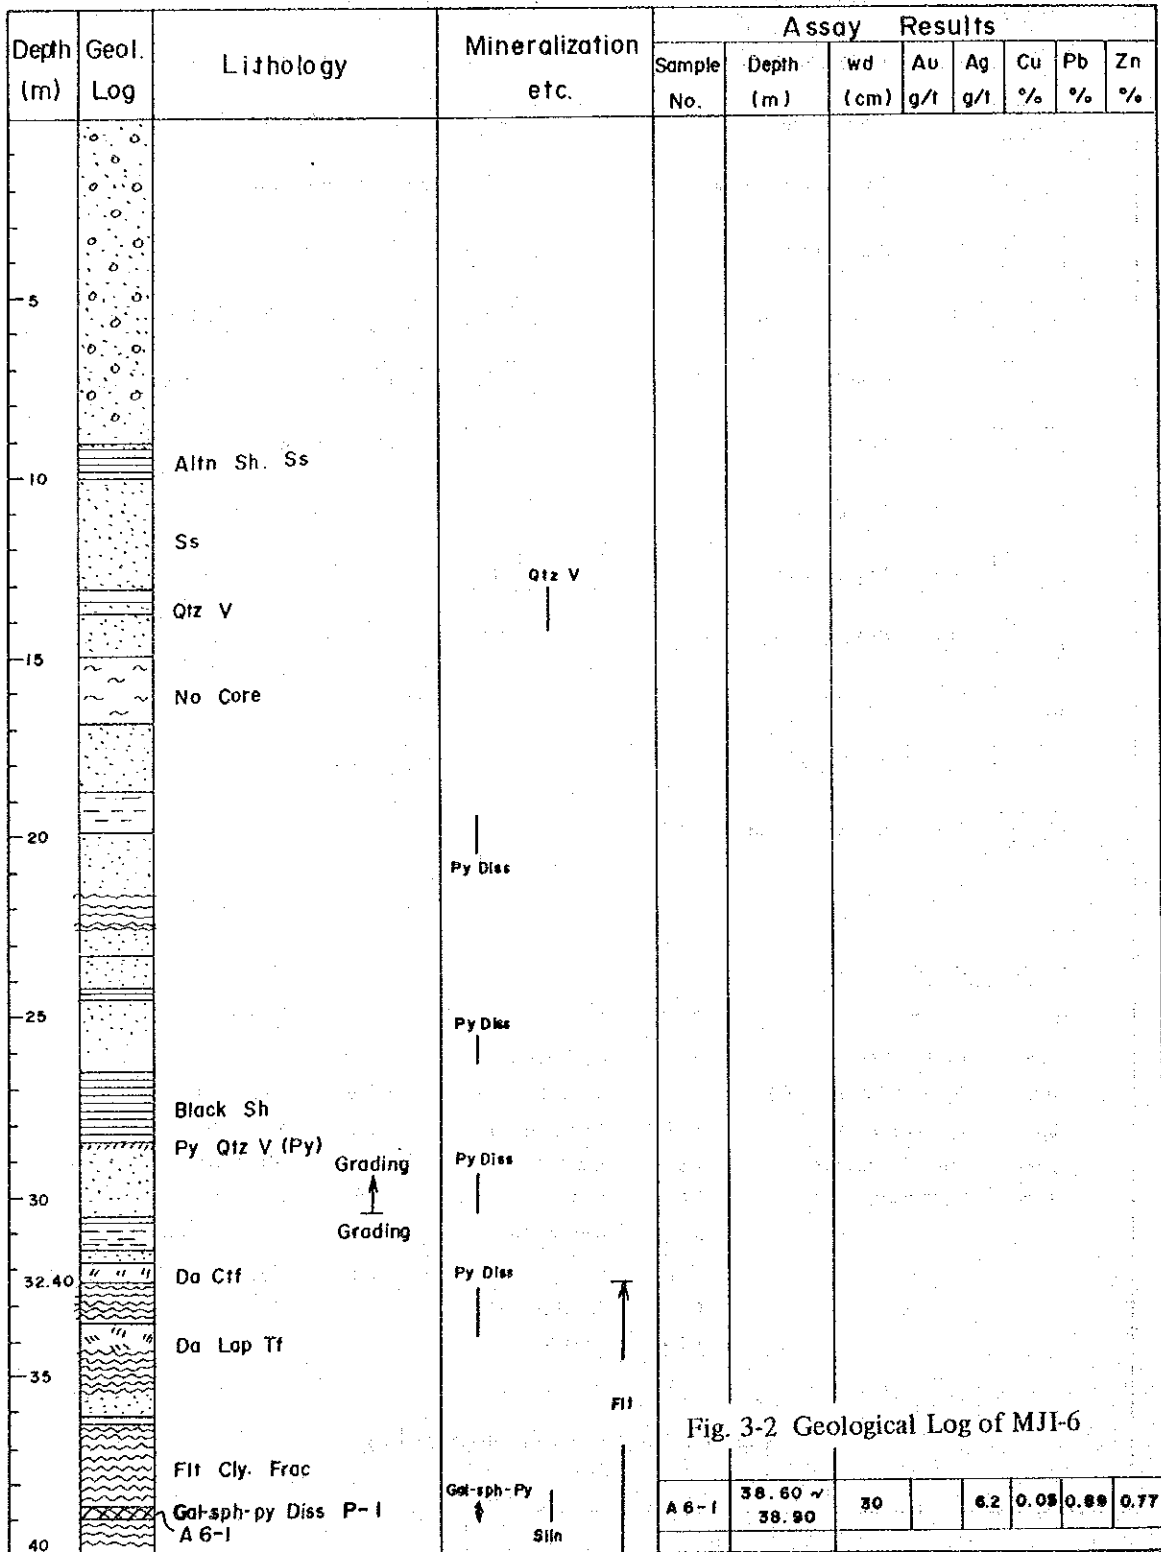 Depth (m)
Geol. Log
Lithology
Mineralization etc.
Assay Results
Sample No.
Depth (m)
wd (cm)
Au g/t
Ag g/t
Cu %
Pb %
Zn %
5
Altn Sh. Ss
10
Ss
Qtz V
Qtz V
15
No Core
20
Py Diss
25
Py Diss
Black Sh
Py Qtz V (Py)
Grading
Py Diss
30
Grading
32.40
Da Ctf
Py Diss
Da Lap Tf
35
Flt
Fig. 3-2 Geological Log of MJI-6
Flt Cly. Frac
Gal-sph-Py
Gal-sph-py Diss P-1
A6-1
38.60 ~ 38.90
30
6.2
0.05
0.89
0.77
A6-1
Siln
40